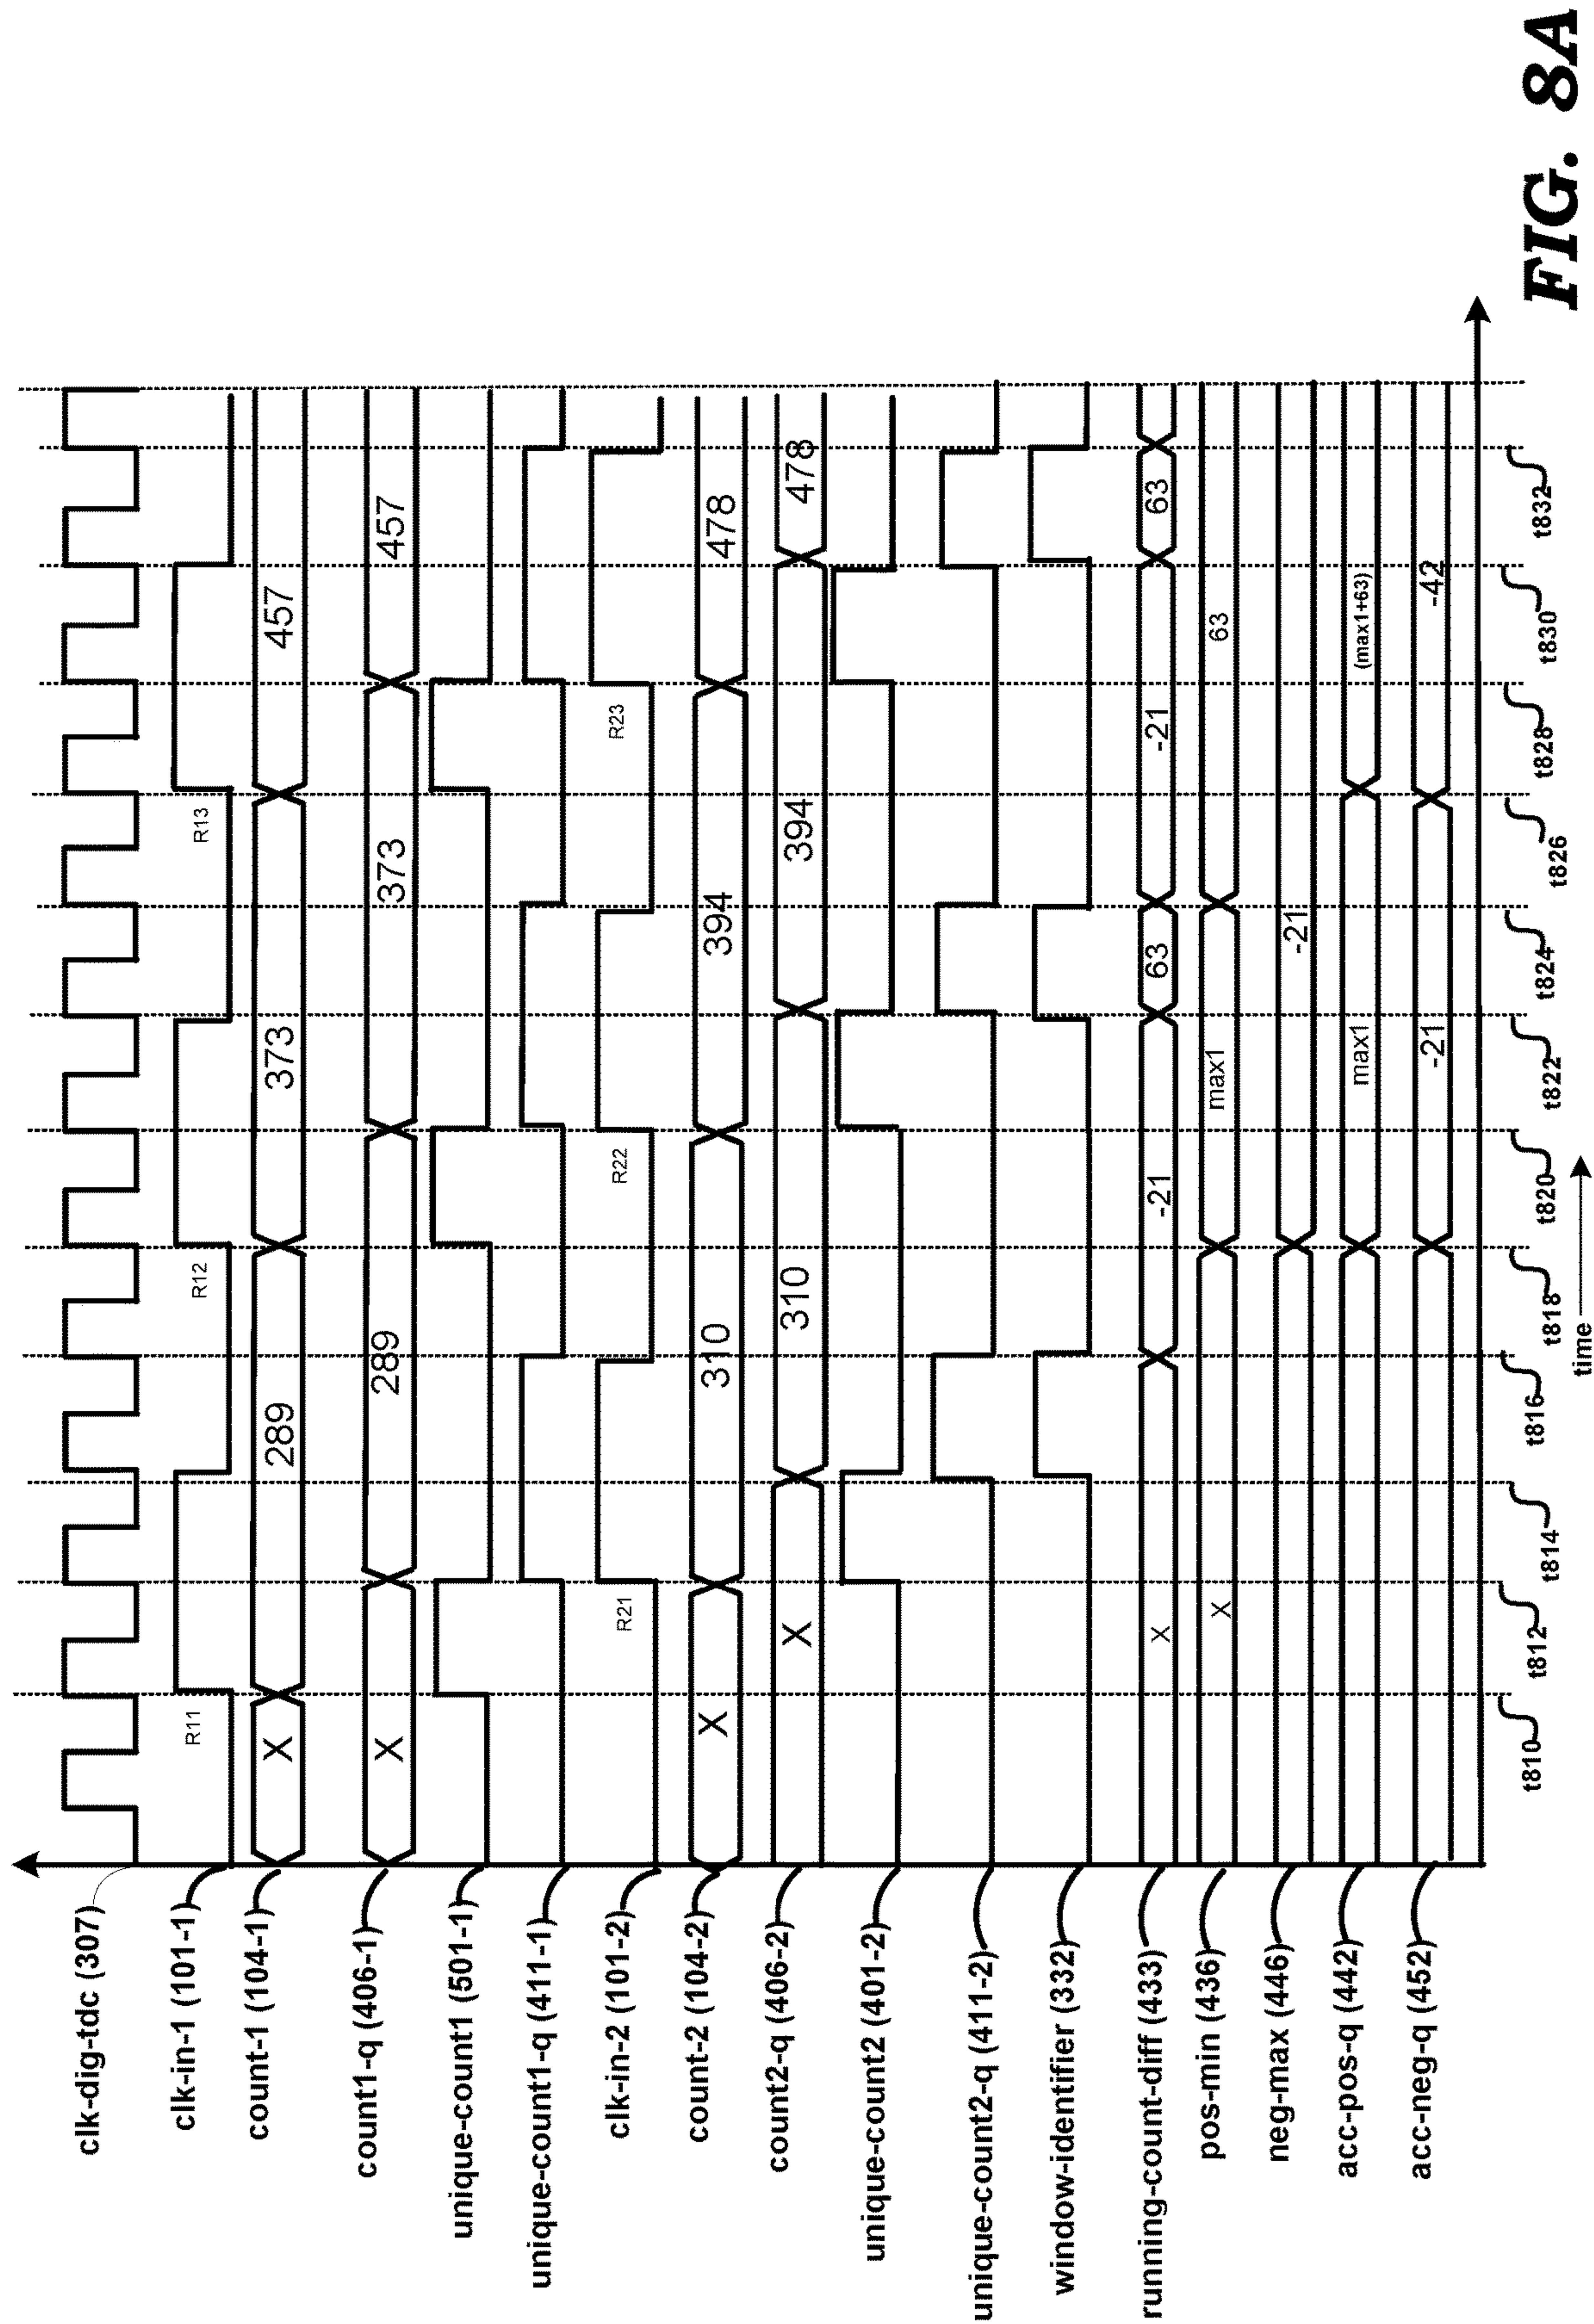 clk-dig-tdc (307)
clk-in-1 (101-1)
R11
R12
R13
count-1 (104-1)
X
289
373
457
count1-q (406-1)
X
289
373
457
unique-count1 (501-1)
unique-count1-q (411-1)
clk-in-2 (101-2)
R21
R22
R23
count-2 (104-2)
X
310
394
478
count2-q (406-2)
X
310
394
478
unique-count2 (401-2)
unique-count2-q (411-2)
window-identifier (332)
running-count-diff (433)
X
-21
63
-21
63
pos-min (436)
X
max1
63
neg-max (446)
-21
acc-pos-q (442)
max1
(max1+63)
acc-neg-q (452)
-21
-42
t810
t812
t814
t816
t818
t820
t822
t824
t826
t828
t830
t832
time
FIG. 8A